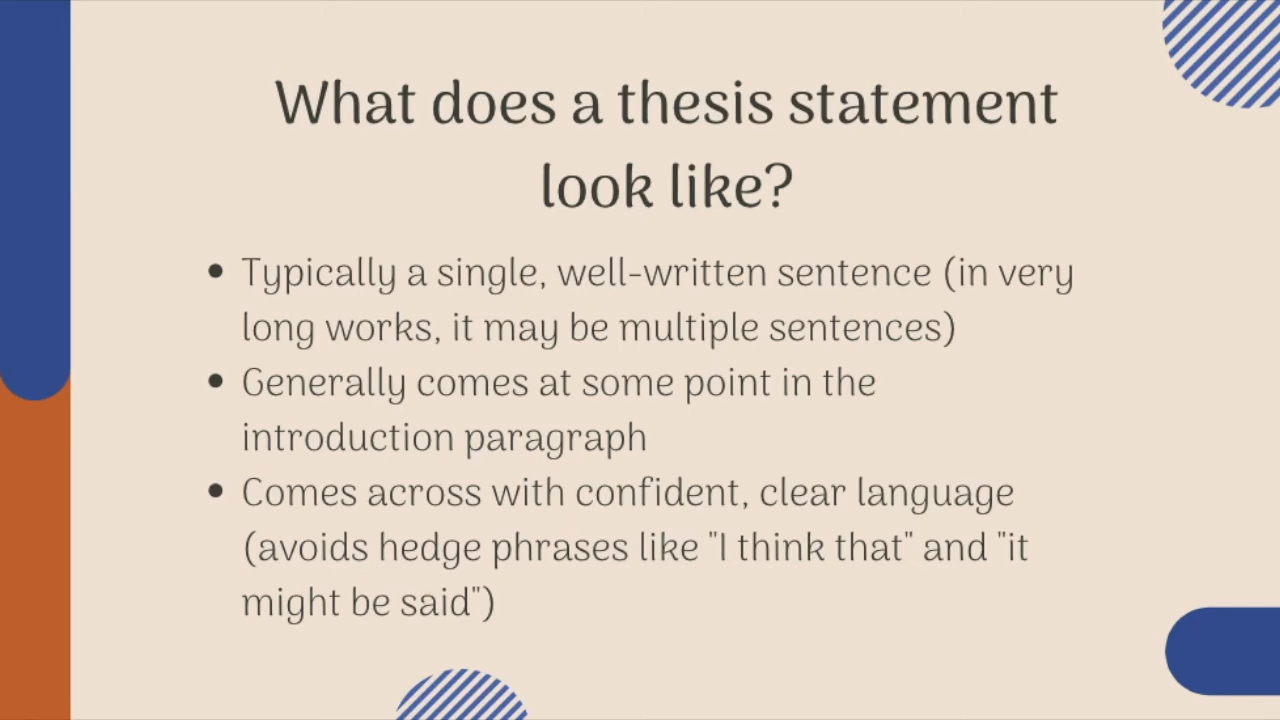 What does a thesis statement
look like?
• Typically a single, well-written sentence (in very
long works, it may be multiple sentences)
• Generally comes at some point in the
introduction paragraph
• Comes across with confident, clear language
(avoids hedge phrases like "I think that" and "it
might be said")